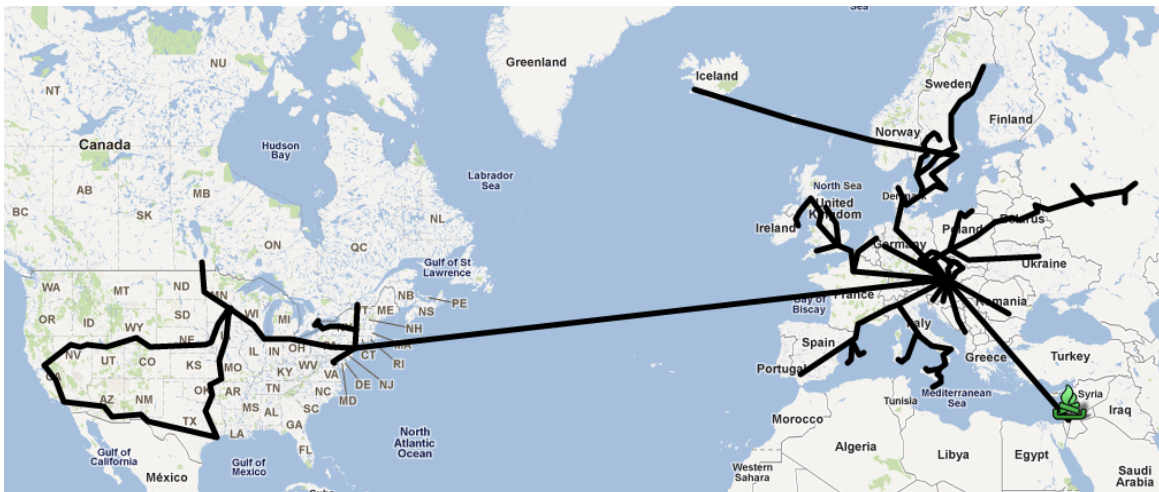 Sea
Greenland
Iceland
Sweden
NU
NT
Finland
Norway
Canada
Hudson
Bay
Labrador
Sea
North Sea
United
Kingdom
AB
MB
BC
SK
NL
Ireland
Poland
Belarus
ON
QC
Germany
Gulf of St
Lawrence
Ukraine
WA
MT
ND
MN
NB
PE
ME
France
Bay of
Biscay
Romania
OR
ID
SD
WI
MI
NS
WY
NH
Italy
Spain
NE
IL
IN
OH
NV
UT
CO
CT
RI
Greece
Turkey
Portugal
KS
MO
KY
WV
VA
DE
NJ
Syria
MD
AZ
NM
OK
AR
TN
NC
Tunisia
Mediterranean
Sea
Iraq
MS
AL
SC
Morocco
TX
LA
GA
North
Atlantic
Ocean
Algeria
Libya
Egypt
Gulf of
California
Gulf of
Mexico
FL
México
Western
Sahara
Saudi
Arabia